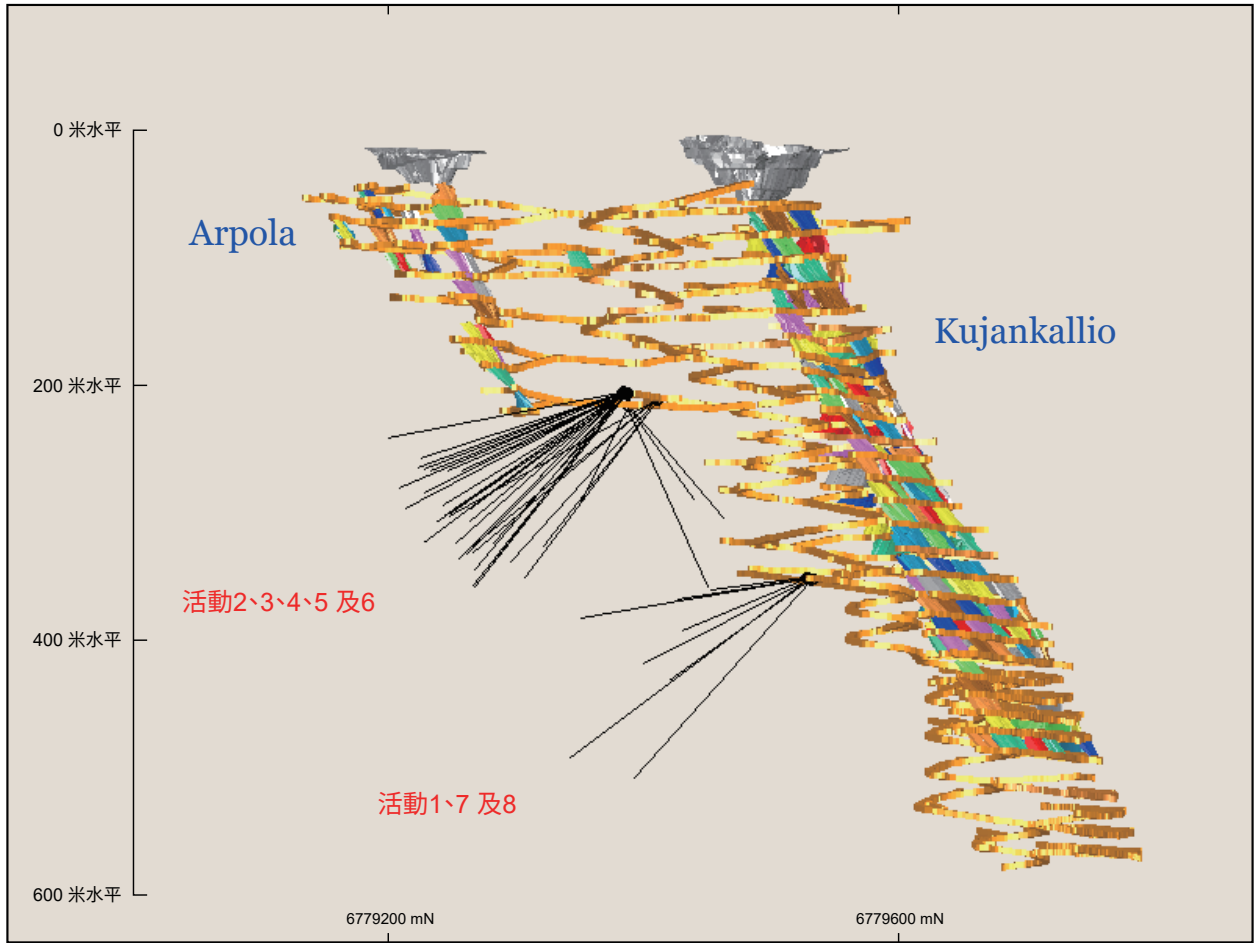 0 米水平
Arpola
Kujankallio
200 米水平
活動2、3、4、5 及6
400 米水平
活動1、7 及8
600 米水平
6779200 mN
6779600 mN